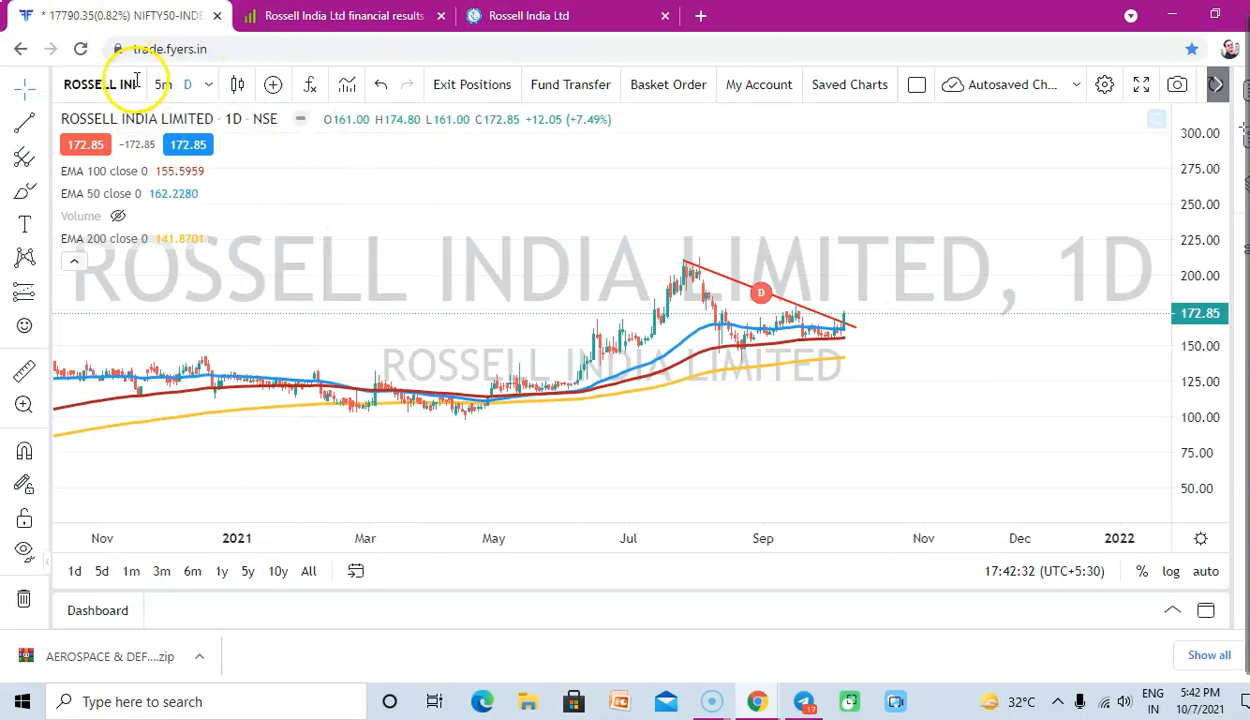 * 17790.35(0.82%) NIFTY50-INDE
Rossell India Ltd financial results
Rossell India Ltd
trade.fyers.in
ROSSELL INI
5m
D
Exit Positions
Fund Transfer
Basket Order
My Account
Saved Charts
Autosaved Ch...
ROSSELL INDIA LIMITED · 1D · NSE
O161.00 H174.80 L161.00 C172.85 +12.05 (+7.49%)
172.85
−172.85
172.85
EMA 100 close 0 155.5959
EMA 50 close 0 162.2280
Volume
EMA 200 close 0 141.8701
ROSSELL INDIA LIMITED, 1D
ROSSELL INDIA LIMITED
D
300.00
275.00
250.00
225.00
200.00
172.85
150.00
125.00
100.00
75.00
50.00
Nov
2021
Mar
May
Jul
Sep
Nov
Dec
2022
1d 5d 1m 3m 6m 1y 5y 10y All
17:42:32 (UTC+5:30)
% log auto
Dashboard
AEROSPACE & DEF....zip
Show all
Type here to search
17
32°C
ENG
IN
5:42 PM
10/7/2021